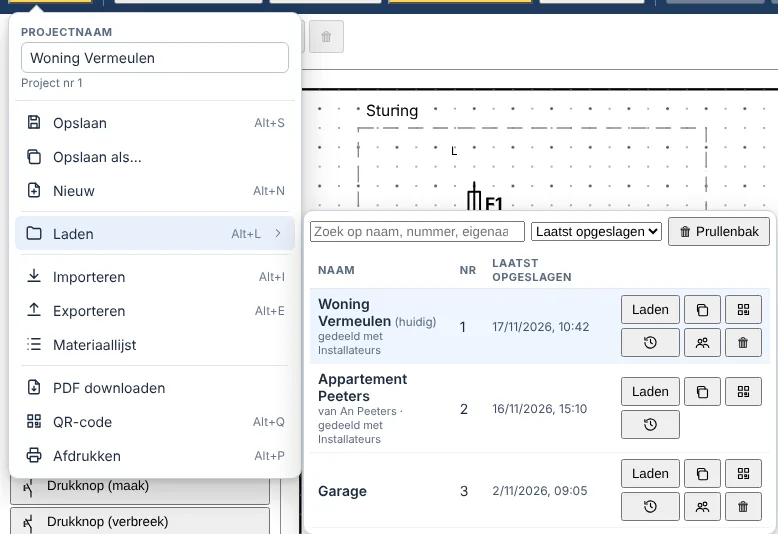 PROJECTNAAM
Woning Vermeulen
Project nr 1
Opslaan Alt+S
Opslaan als...
Nieuw Alt+N
Laden Alt+L
Importeren Alt+I
Exporteren Alt+E
Materiaallijst
PDF downloaden
QR-code Alt+Q
Afdrukken Alt+P
Drukknop (maak)
Drukknop (verbreek)
Sturing
L
F1
Zoek op naam, nummer, eigenaa
Laatst opgeslagen
Prullenbak
NAAM NR LAATST
OPGESLAGEN
Woning
Vermeulen (huidig)
gedeeld met
Installateurs
1 17/11/2026, 10:42 Laden
Appartement
Peeters
van An Peeters ·
gedeeld met
Installateurs
2 16/11/2026, 15:10 Laden
Garage 3 2/11/2026, 09:05 Laden